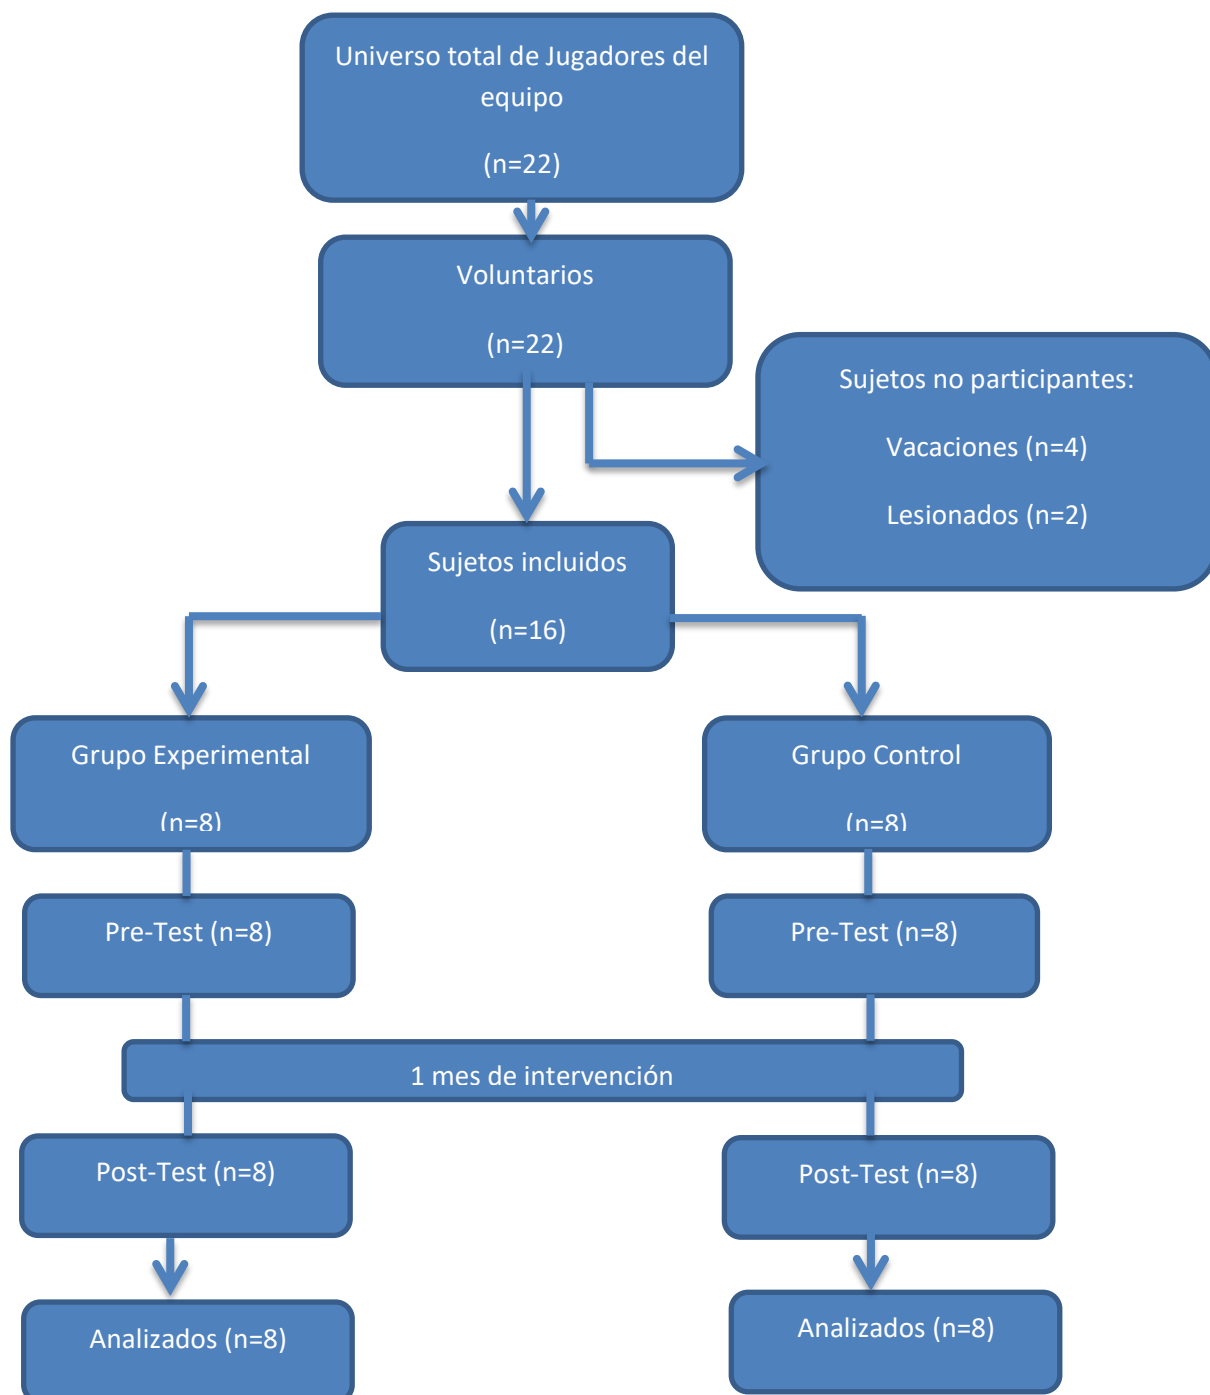 Universo total de Jugadores del
equipo
(n=22)
Voluntarios
(n=22)
Sujetos no participantes:
Vacaciones (n=4)
Lesionados (n=2)
Sujetos incluidos
(n=16)
Grupo Experimental
(n=8)
Grupo Control
(n=8)
Pre-Test (n=8)
Pre-Test (n=8)
1 mes de intervención
Post-Test (n=8)
Post-Test (n=8)
Analizados (n=8)
Analizados (n=8)